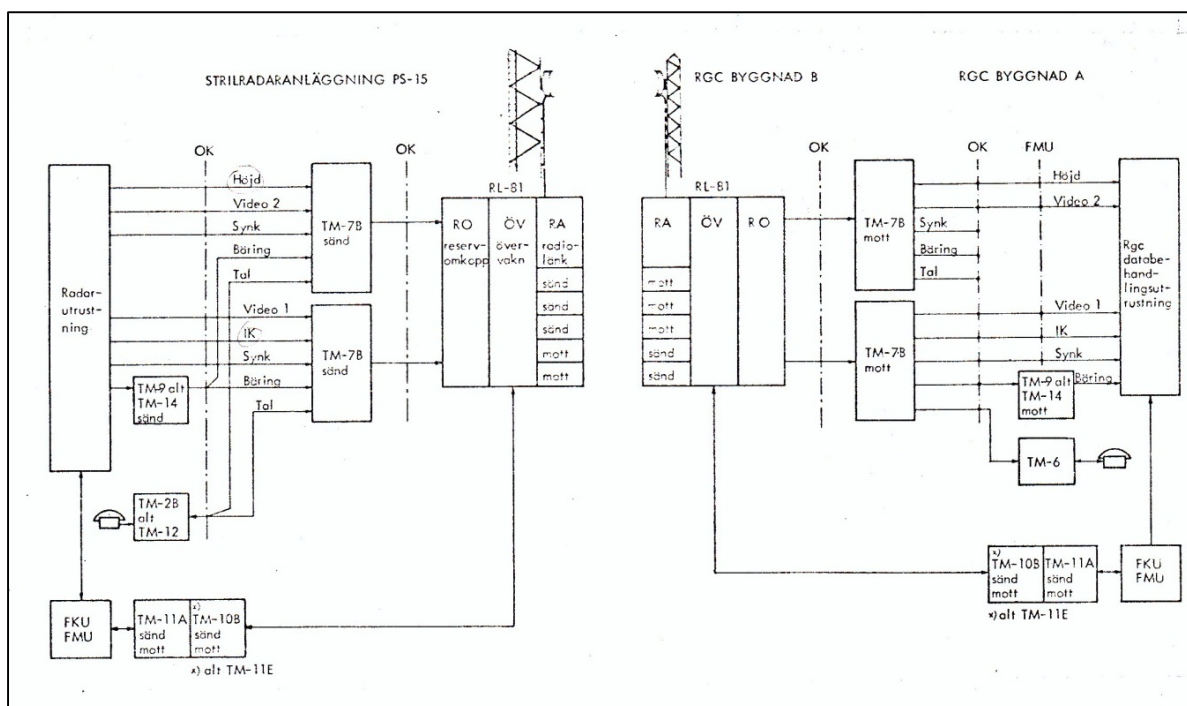 STRILRADARANLÄGGNING PS-15
RGC BYGGNAD B
RGC BYGGNAD A
OK
OK
OK
OK
FMU
Radar-
utrust-
ning
Höjd
Video 2
Synk
Bäring
Tal
TM-7B
sänd
Video 1
IK
Synk
Bäring
Tal
TM-7B
sänd
TM-9 alt
TM-14
sänd
TM-2B
alt
TM-12
FKU
FMU
TM-11A
sänd
mott
x)
TM-10B
sänd
mott
x) alt TM-11E
RL-81
RO
reserv-
omkopp
ÖV
över-
vakn
RA
radio-
länk
sänd
sänd
sänd
mott
mott
RL-81
RA
mott
mott
mott
sänd
sänd
ÖV
RO
TM-7B
mott
Höjd
Video 2
Synk
Bäring
Tal
TM-7B
mott
Video 1
IK
Synk
Bäring
TM-9 alt
TM-14
mott
TM-6
Rgc
databe-
hand-
lingsut-
rustning
x)
TM-10B
sänd
mott
TM-11A
sänd
mott
x) alt TM-11E
FKU
FMU